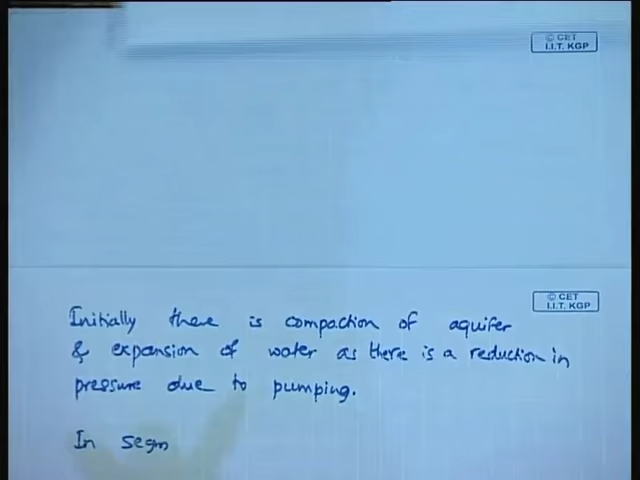 © CET
I.I.T. KGP
© CET
I.I.T. KGP
Initially there is compaction of aquifer
& expansion of water as there is a reduction in
pressure due to pumping.
In segm